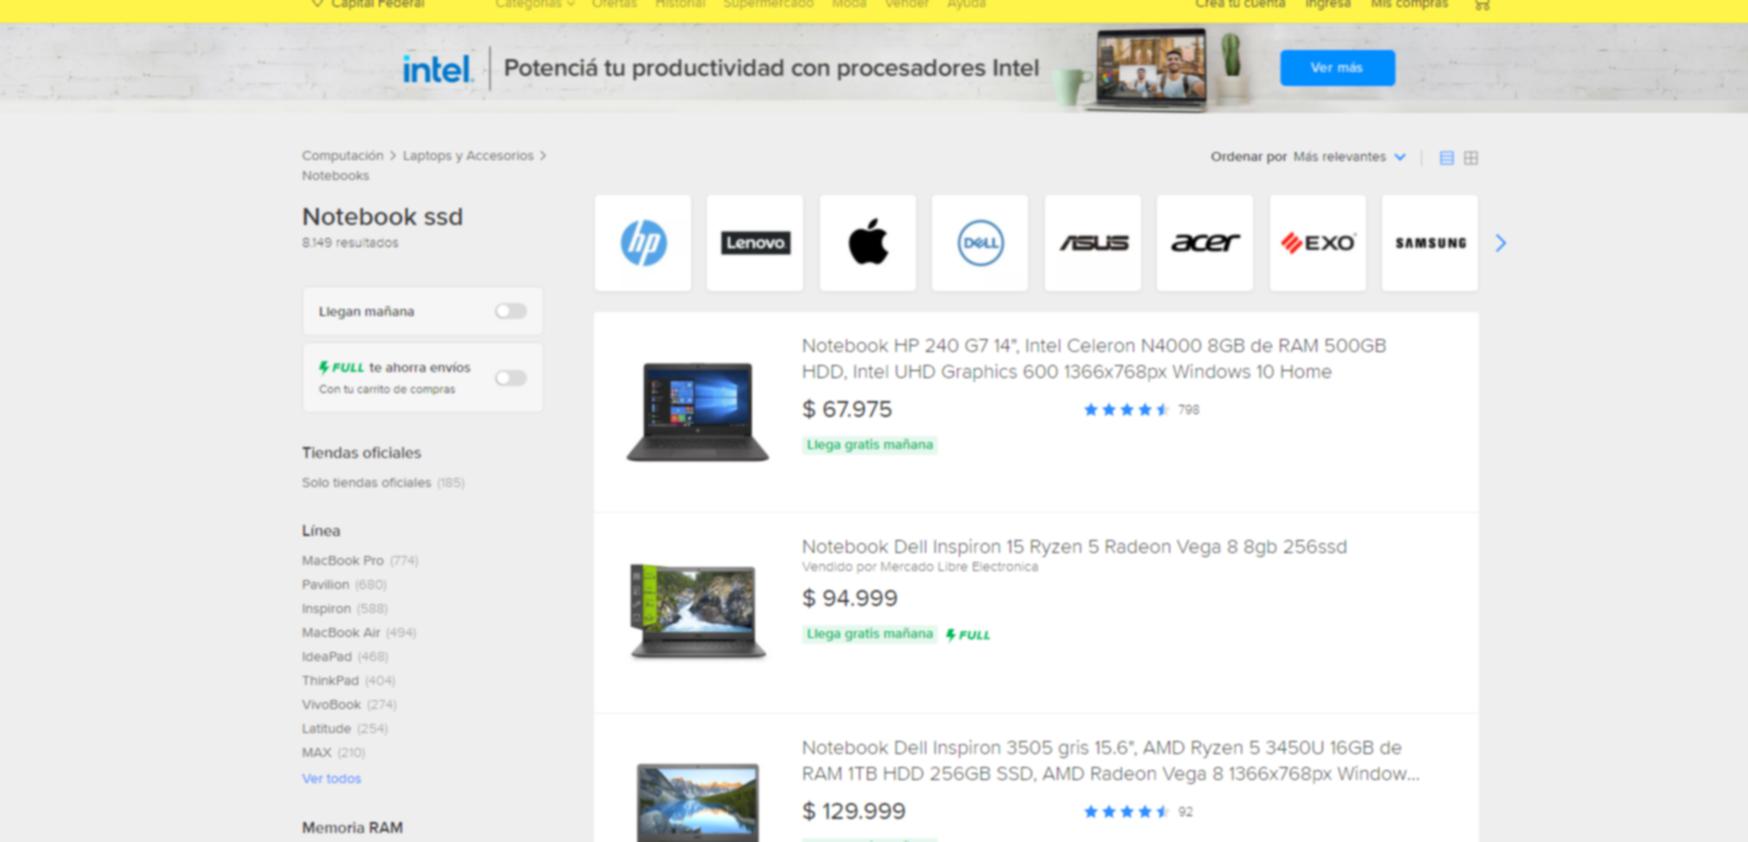 Capital Federal
Categorías Ofertas Historial Supermercado Moda Vender Ayuda
Creá tu cuenta Ingresá Mis compras
intel. Potenciá tu productividad con procesadores Intel
Ver más
Computación > Laptops y Accesorios >
Notebooks
Notebook ssd
8.149 resultados
Llegan mañana
FULL te ahorra envíos
Con tu carrito de compras
Tiendas oficiales
Solo tiendas oficiales (185)
Línea
MacBook Pro (774)
Pavilion (680)
Inspiron (588)
MacBook Air (494)
IdeaPad (468)
ThinkPad (404)
VivoBook (274)
Latitude (254)
MAX (210)
Ver todos
Memoria RAM
Ordenar por Más relevantes
hp Lenovo DELL ASUS acer EXO SAMSUNG
Notebook HP 240 G7 14", Intel Celeron N4000 8GB de RAM 500GB
HDD, Intel UHD Graphics 600 1366x768px Windows 10 Home
$ 67.975
798
Llega gratis mañana
Notebook Dell Inspiron 15 Ryzen 5 Radeon Vega 8 8gb 256ssd
Vendido por Mercado Libre Electronica
$ 94.999
Llega gratis mañana FULL
Notebook Dell Inspiron 3505 gris 15.6", AMD Ryzen 5 3450U 16GB de
RAM 1TB HDD 256GB SSD, AMD Radeon Vega 8 1366x768px Window...
$ 129.999
92